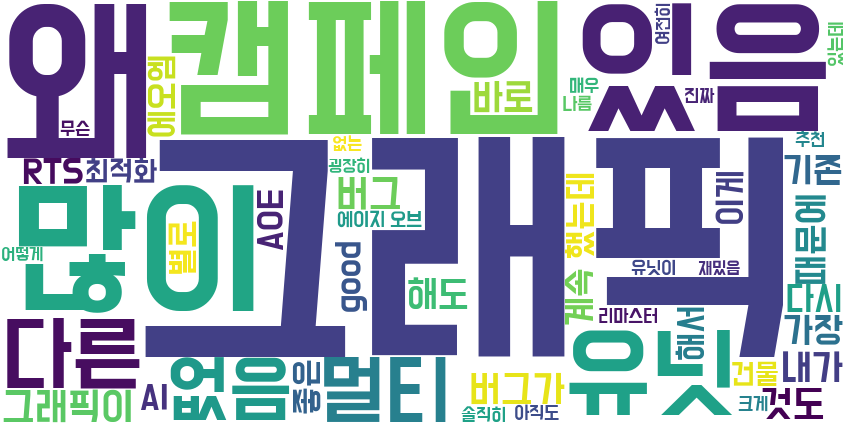 왜
캠페인
있음
그래픽
많이
다른
없음
멀티
유닛
에오엠
바로
매우
나름
여전히
진짜
있는데
무슨
RTS
최적화
없는
굉장히
버그
AOE
에이지 오브
별로
어떻게
good
해도
계속
했는데
이게
유닛이
재밌음
추천
기존
때문에
다시
가장
리마스터
해서
내가
건물
크게
것도
그래픽이
AI
좋은
버그가
솔직히
아직도